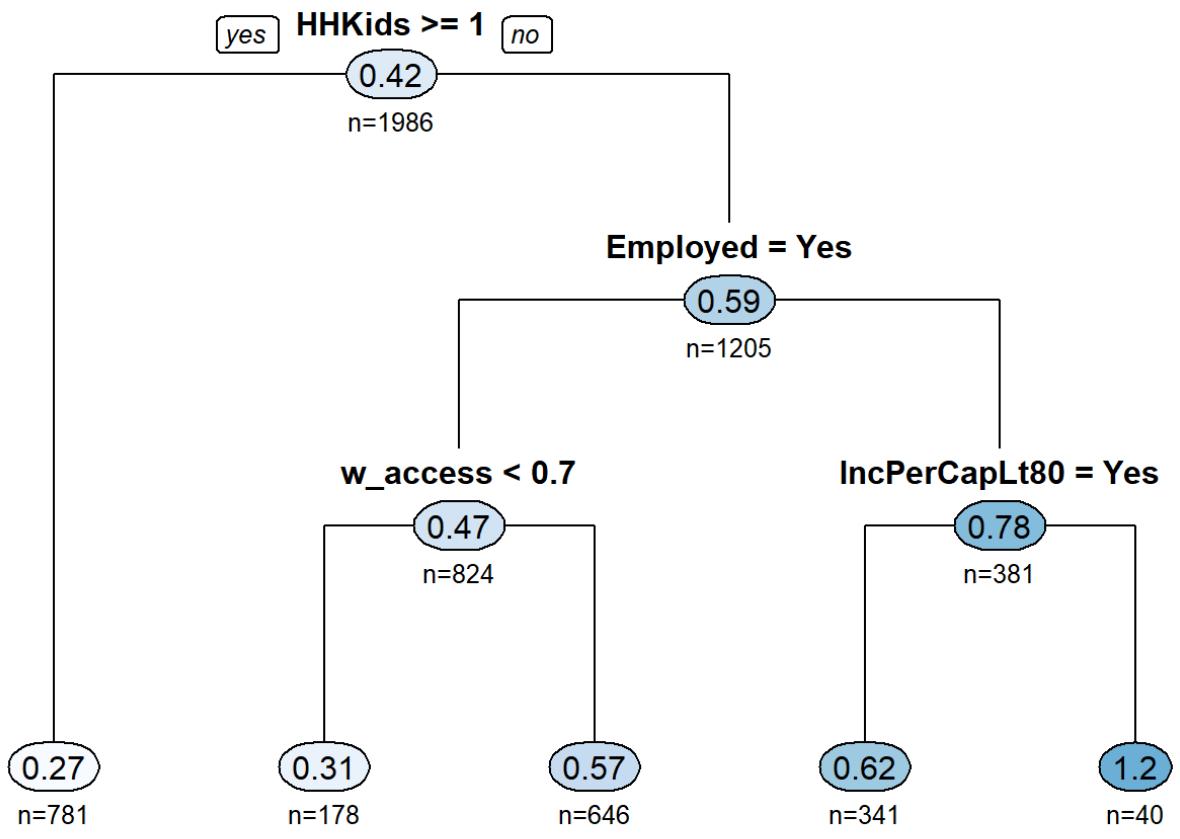 yes HHKids >= 1 no
0.42
n=1986
Employed = Yes
0.59
n=1205
w_access < 0.7 IncPerCapLt80 = Yes
0.47 0.78
n=824 n=381
0.27 0.31 0.57 0.62 1.2
n=781 n=178 n=646 n=341 n=40